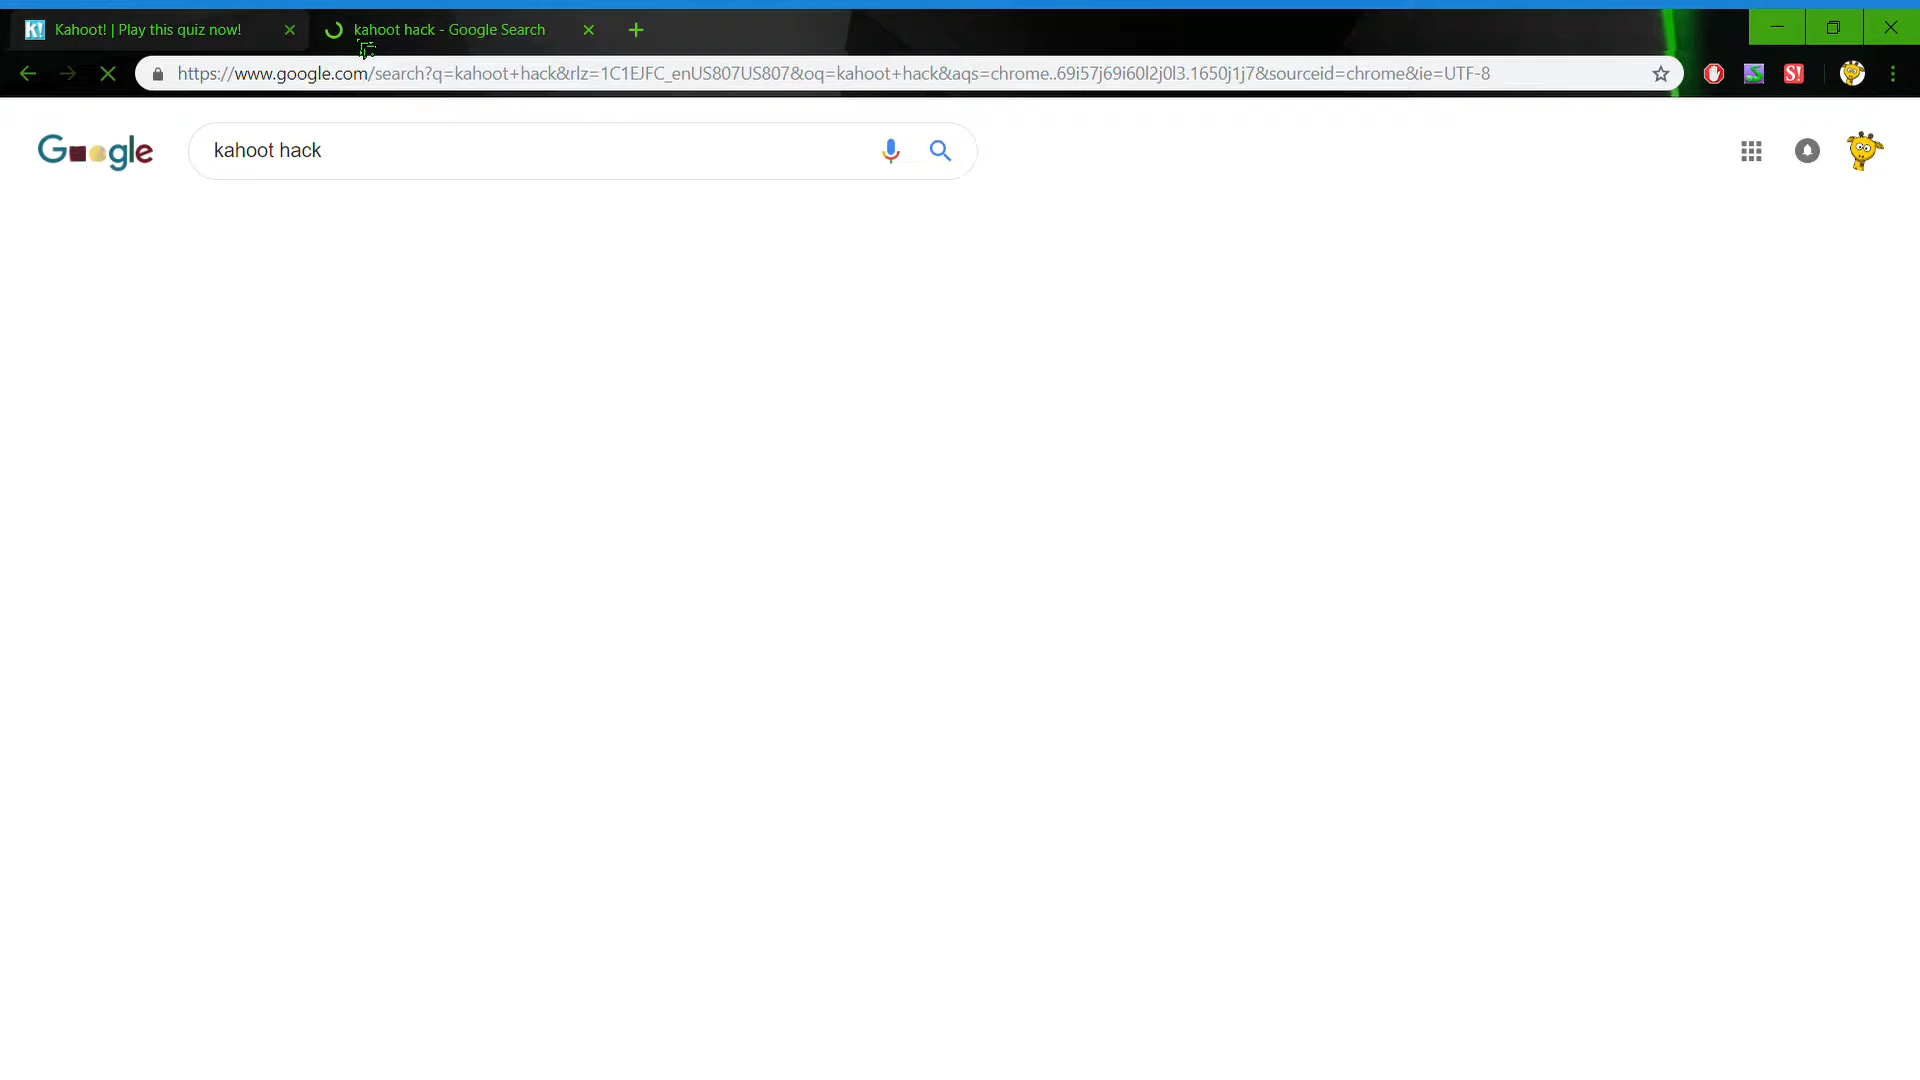 Kahoot! | Play this quiz now!
kahoot hack - Google Search
https://www.google.com/search?q=kahoot+hack&rlz=1C1EJFC_enUS807US807&oq=kahoot+hack&aqs=chrome..69i57j69i60l2j0l3.1650j1j7&sourceid=chrome&ie=UTF-8
S!
Google
kahoot hack